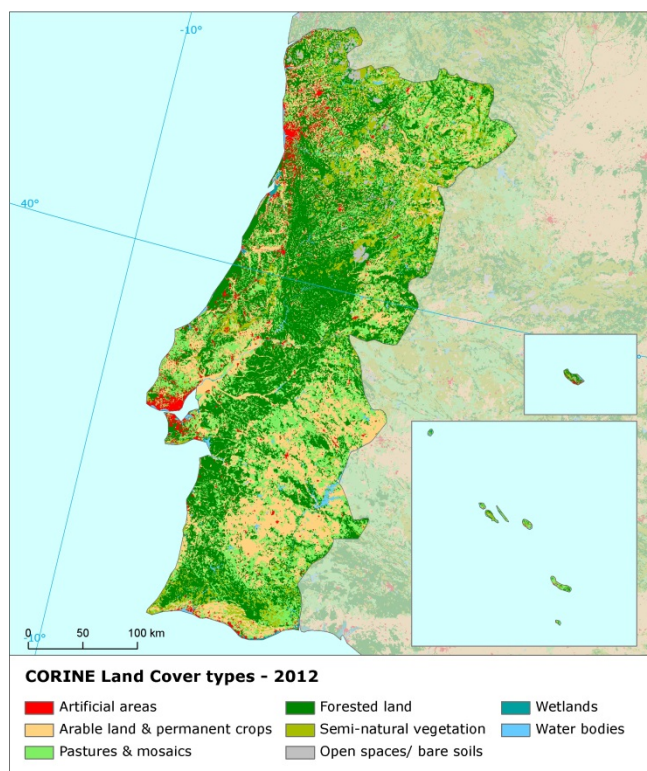 -10°
40°
°
-10°
0 50 100 km
CORINE Land Cover types - 2012
Artificial areas
Forested land
Wetlands
Arable land & permanent crops
Semi-natural vegetation
Water bodies
Pastures & mosaics
Open spaces/ bare soils